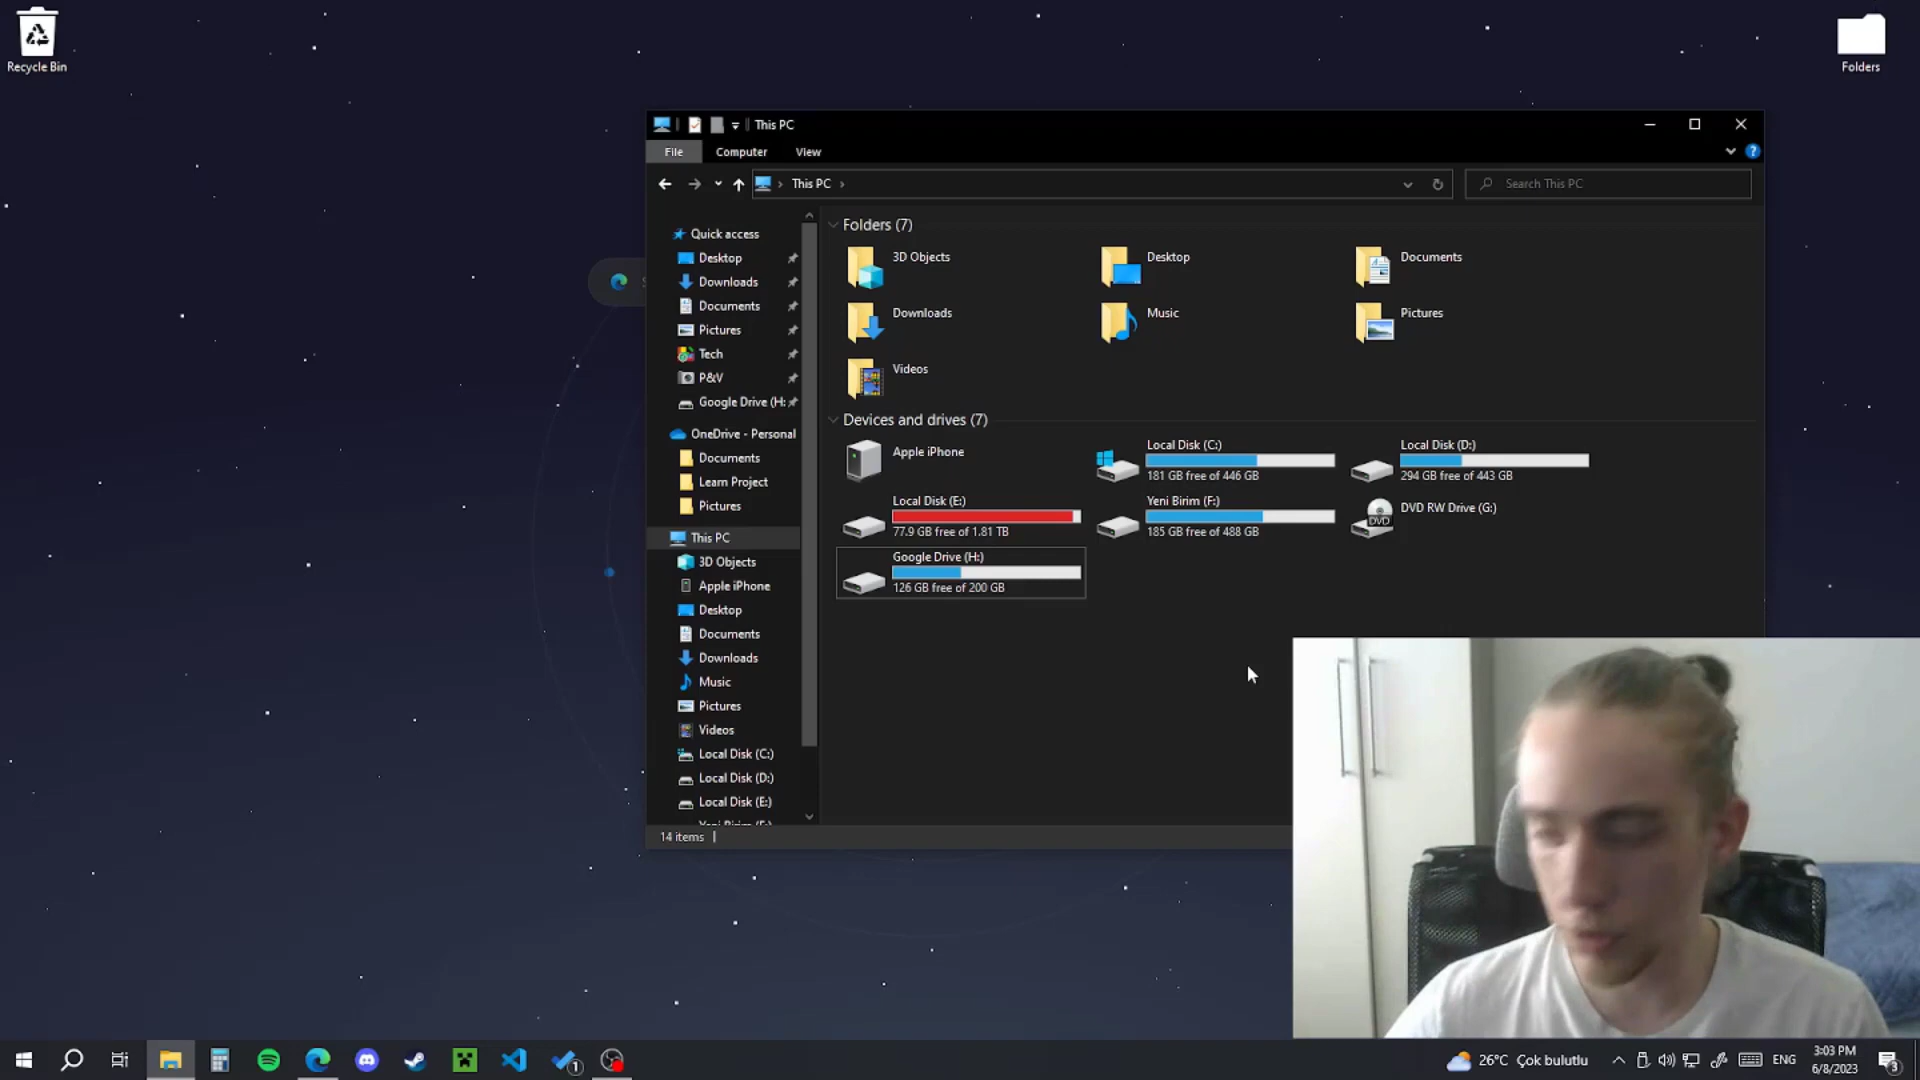 Recycle Bin
Folders
This PC
File
Computer
View
This PC
Search This PC
Quick access
Desktop
Downloads
Documents
Pictures
Tech
P&V
Google Drive (H:
OneDrive - Personal
Documents
Learn Project
Pictures
This PC
3D Objects
Apple iPhone
Desktop
Documents
Downloads
Music
Pictures
Videos
Local Disk (C:)
Local Disk (D:)
Local Disk (E:)
Yeni Birim (F:)
Folders (7)
3D Objects
Desktop
Documents
Downloads
Music
Pictures
Videos
Devices and drives (7)
Apple iPhone
Local Disk (C:)
181 GB free of 446 GB
Local Disk (D:)
294 GB free of 443 GB
Local Disk (E:)
77.9 GB free of 1.81 TB
Yeni Birim (F:)
185 GB free of 488 GB
DVD RW Drive (G:)
DVD
Google Drive (H:)
126 GB free of 200 GB
14 items
1
26°C Çok bulutlu
ENG
3:03 PM
6/8/2023
3